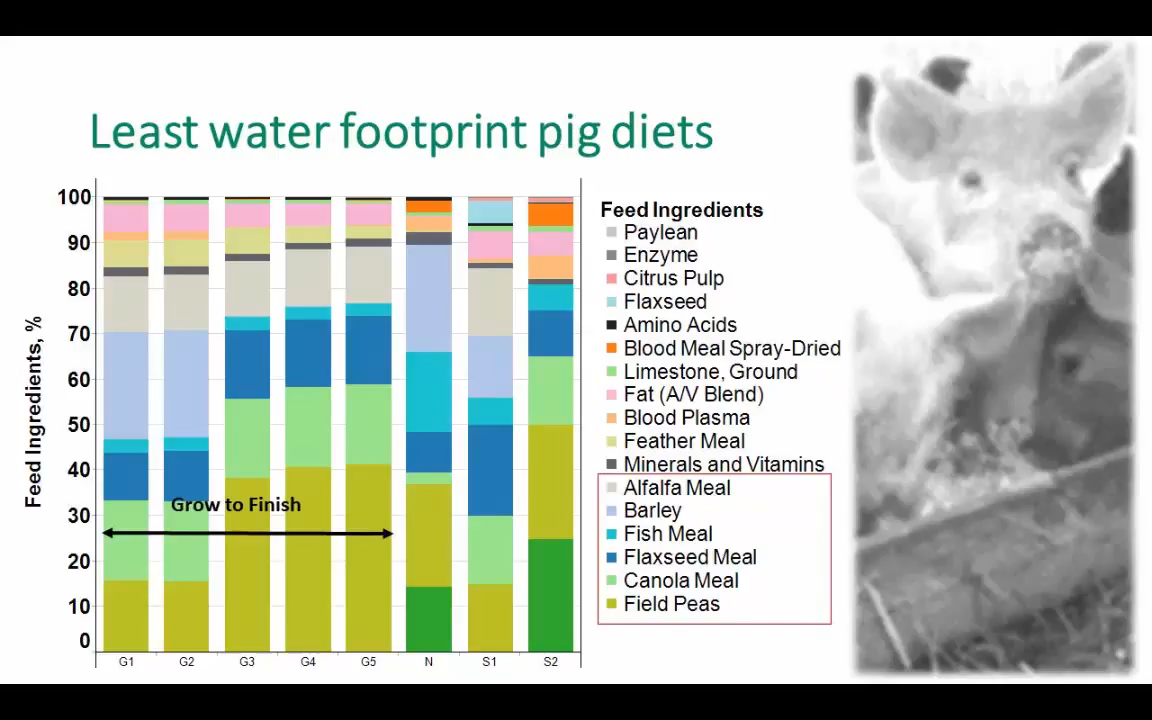 Least water footprint pig diets
100
90
80
70
60
50
40
30
20
10
0
Feed Ingredients, %
Grow to Finish
G1 G2 G3 G4 G5 N S1 S2
Feed Ingredients
Paylean
Enzyme
Citrus Pulp
Flaxseed
Amino Acids
Blood Meal Spray-Dried
Limestone, Ground
Fat (A/V Blend)
Blood Plasma
Feather Meal
Minerals and Vitamins
Alfalfa Meal
Barley
Fish Meal
Flaxseed Meal
Canola Meal
Field Peas